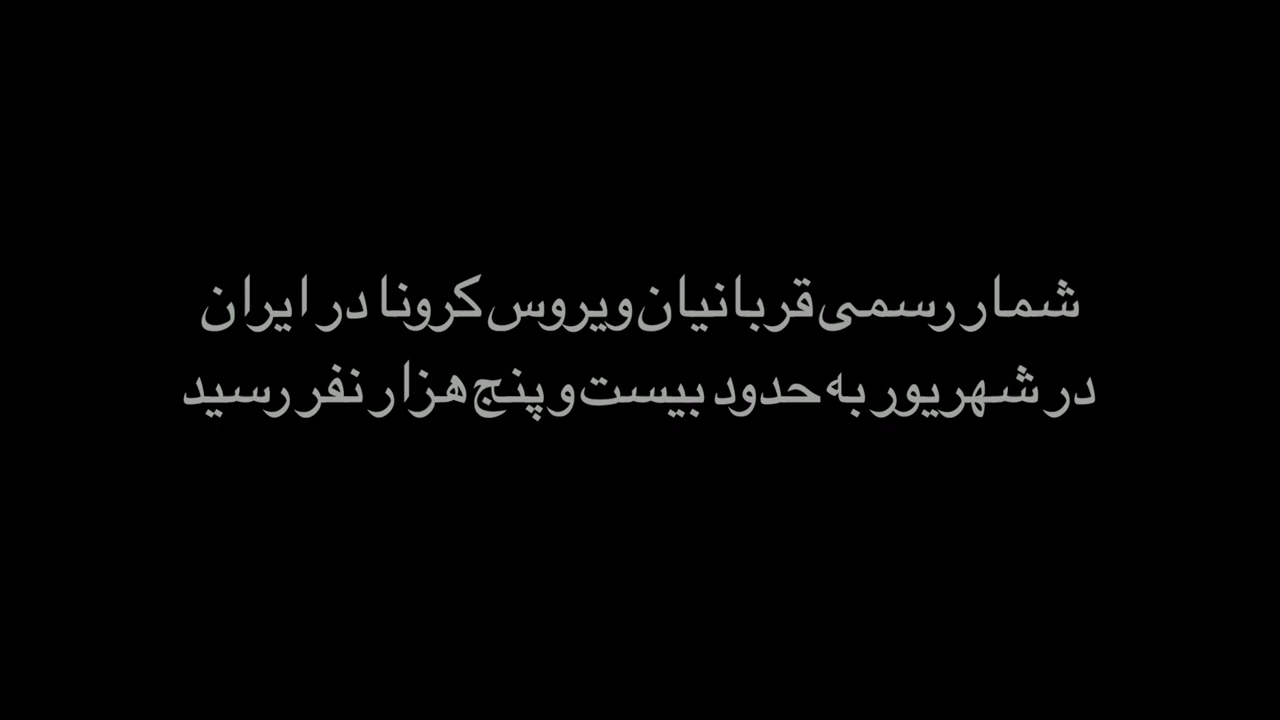 شمار رسمی قربانیان ویروس کرونا در ایران
در شهریور به حدود بیست و پنج هزار نفر رسید